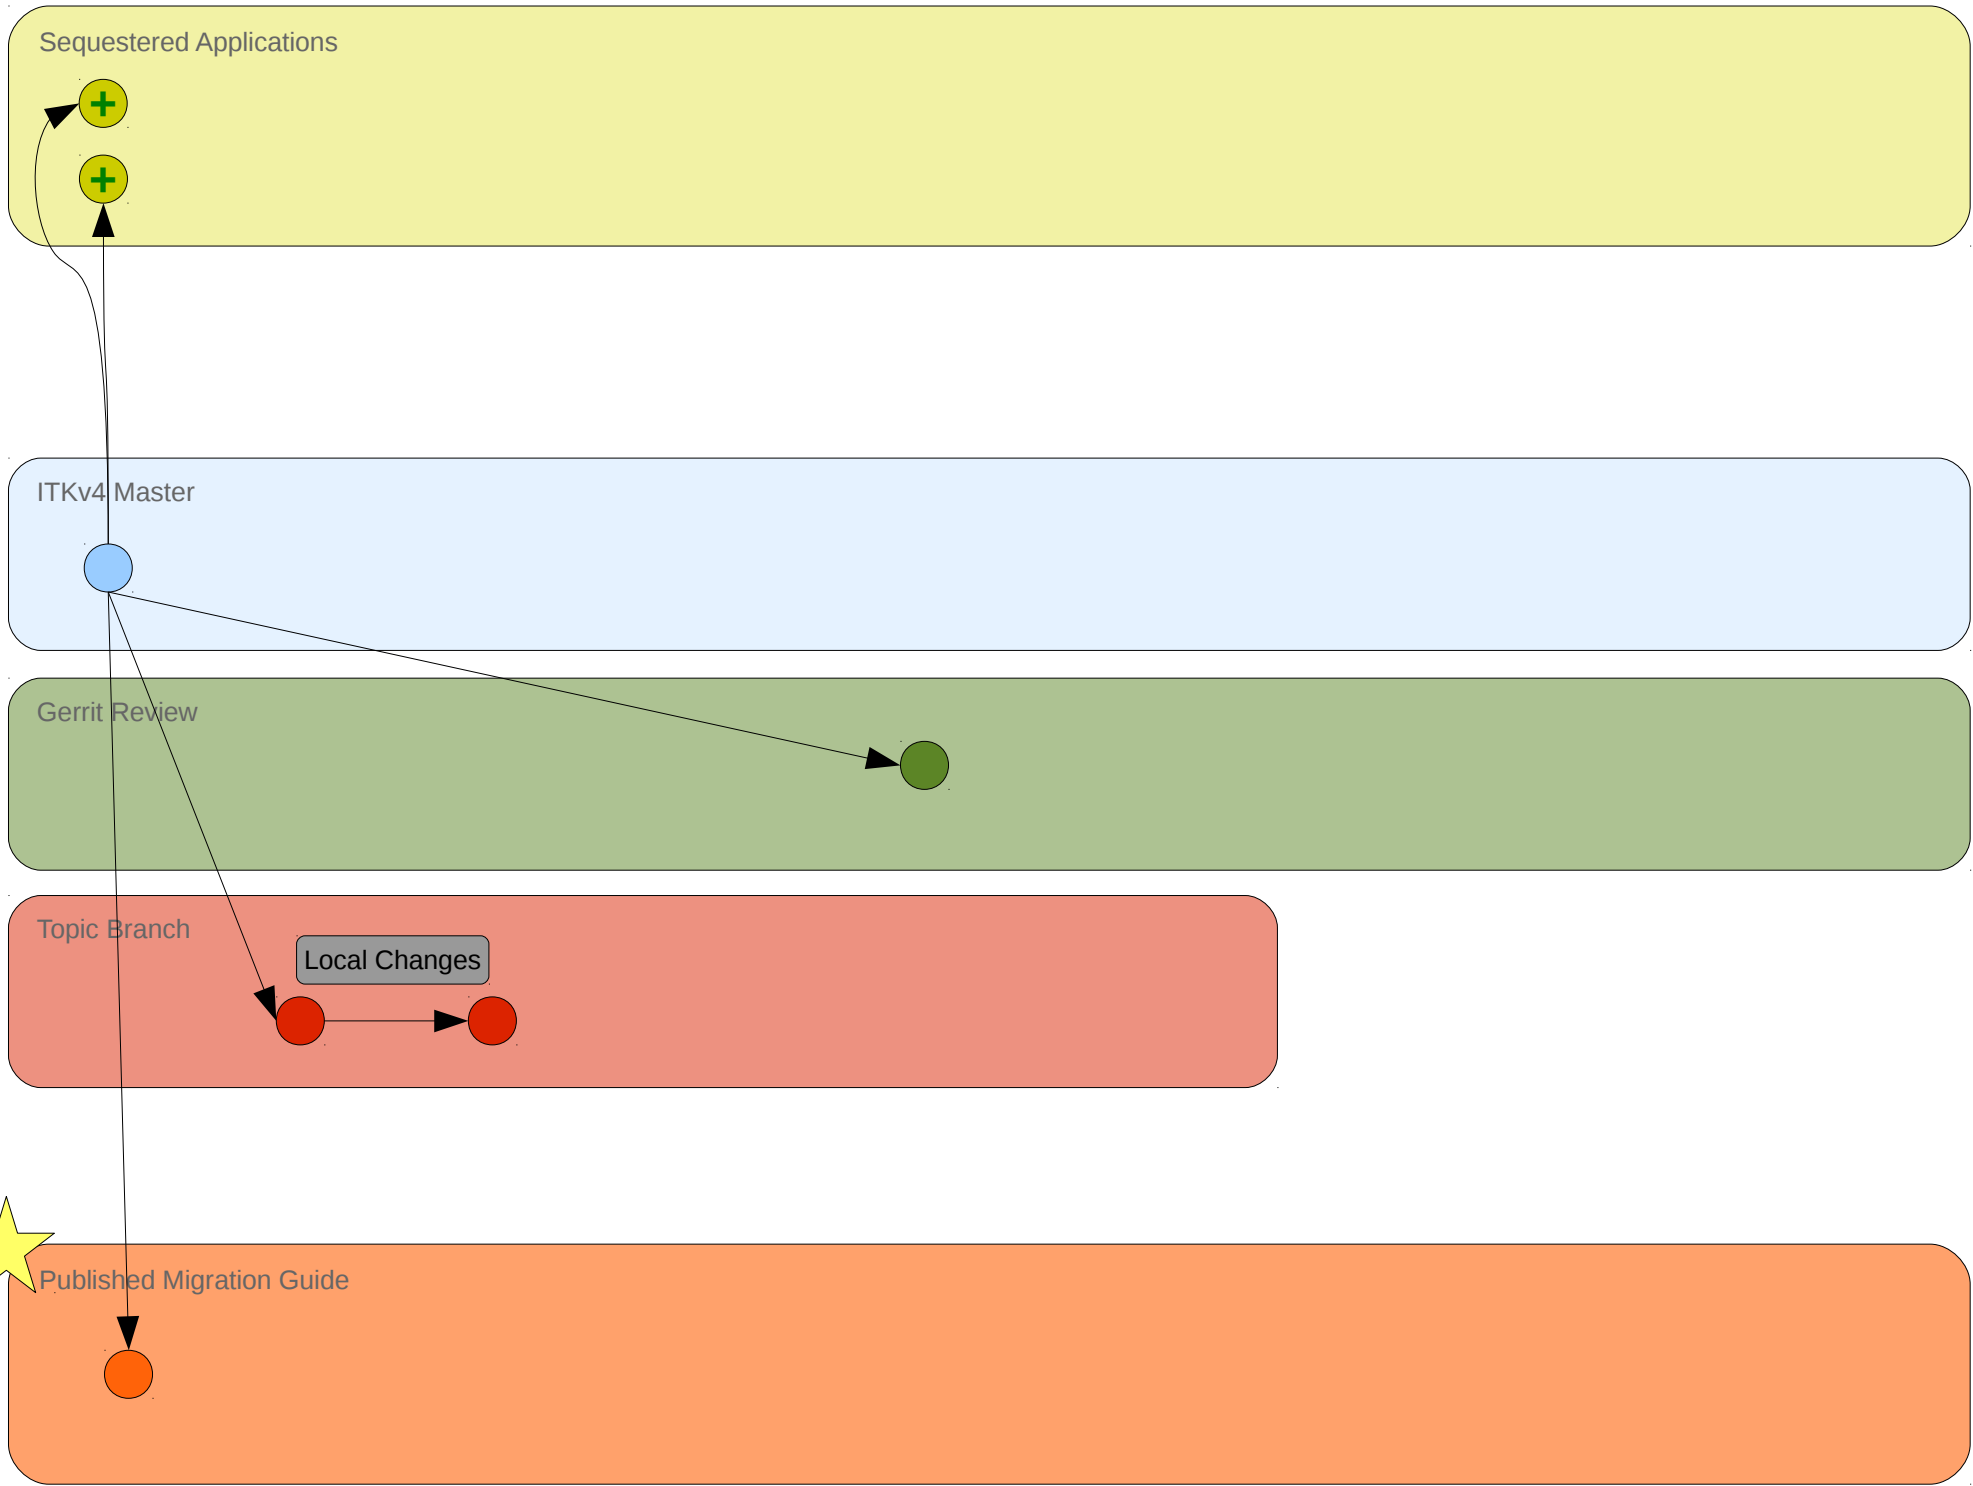 Sequestered Applications
ITKv4 Master
Gerrit Review
Topic Branch
Local Changes
Published Migration Guide